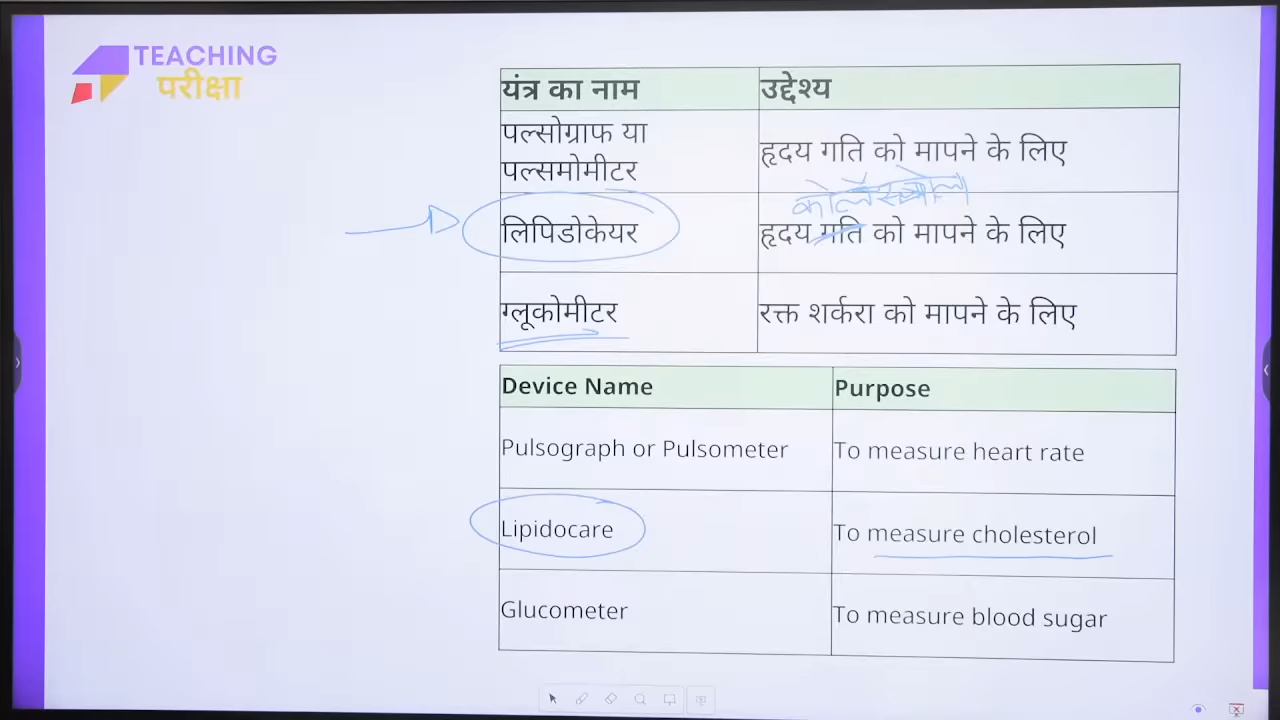 TEACHING
परीक्षा
यंत्र का नाम
उद्देश्य
पल्सोग्राफ या
पल्समोमीटर
हृदय गति को मापने के लिए
कोलेस्ट्रोल
लिपिडोकेयर
हृदय गति को मापने के लिए
ग्लूकोमीटर
रक्त शर्करा को मापने के लिए
Device Name
Purpose
Pulsograph or Pulsometer
To measure heart rate
Lipidocare
To measure cholesterol
Glucometer
To measure blood sugar